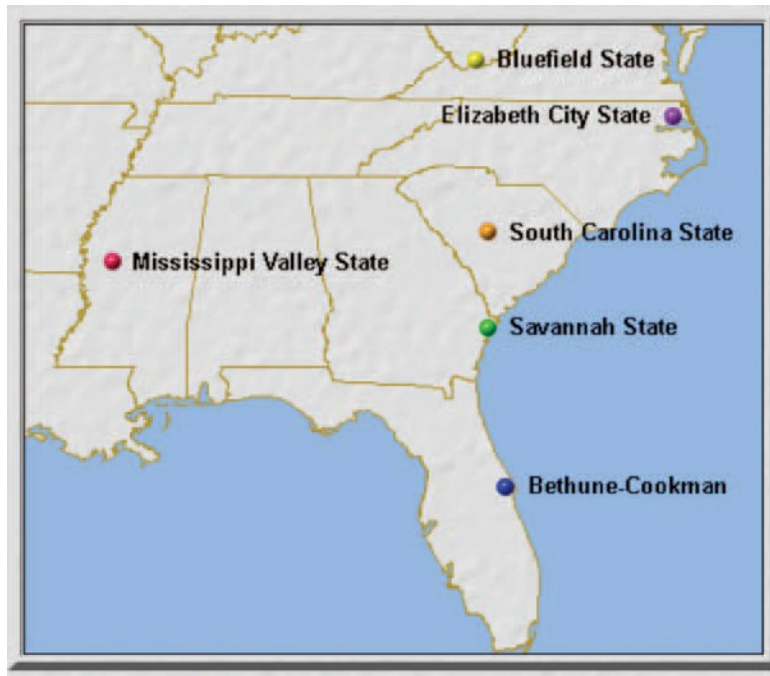 Bluefield State
Elizabeth City State
South Carolina State
Mississippi Valley State
Savannah State
Bethune-Cookman